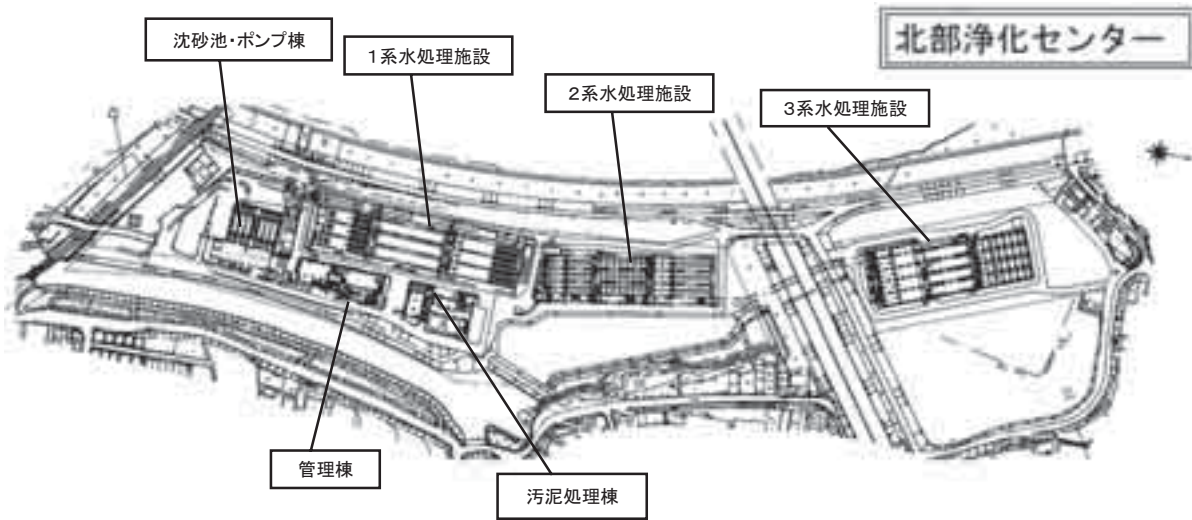 北部浄化センター
沈砂池・ポンプ棟
1系水処理施設
2系水処理施設
3系水処理施設
管理棟
汚泥処理棟